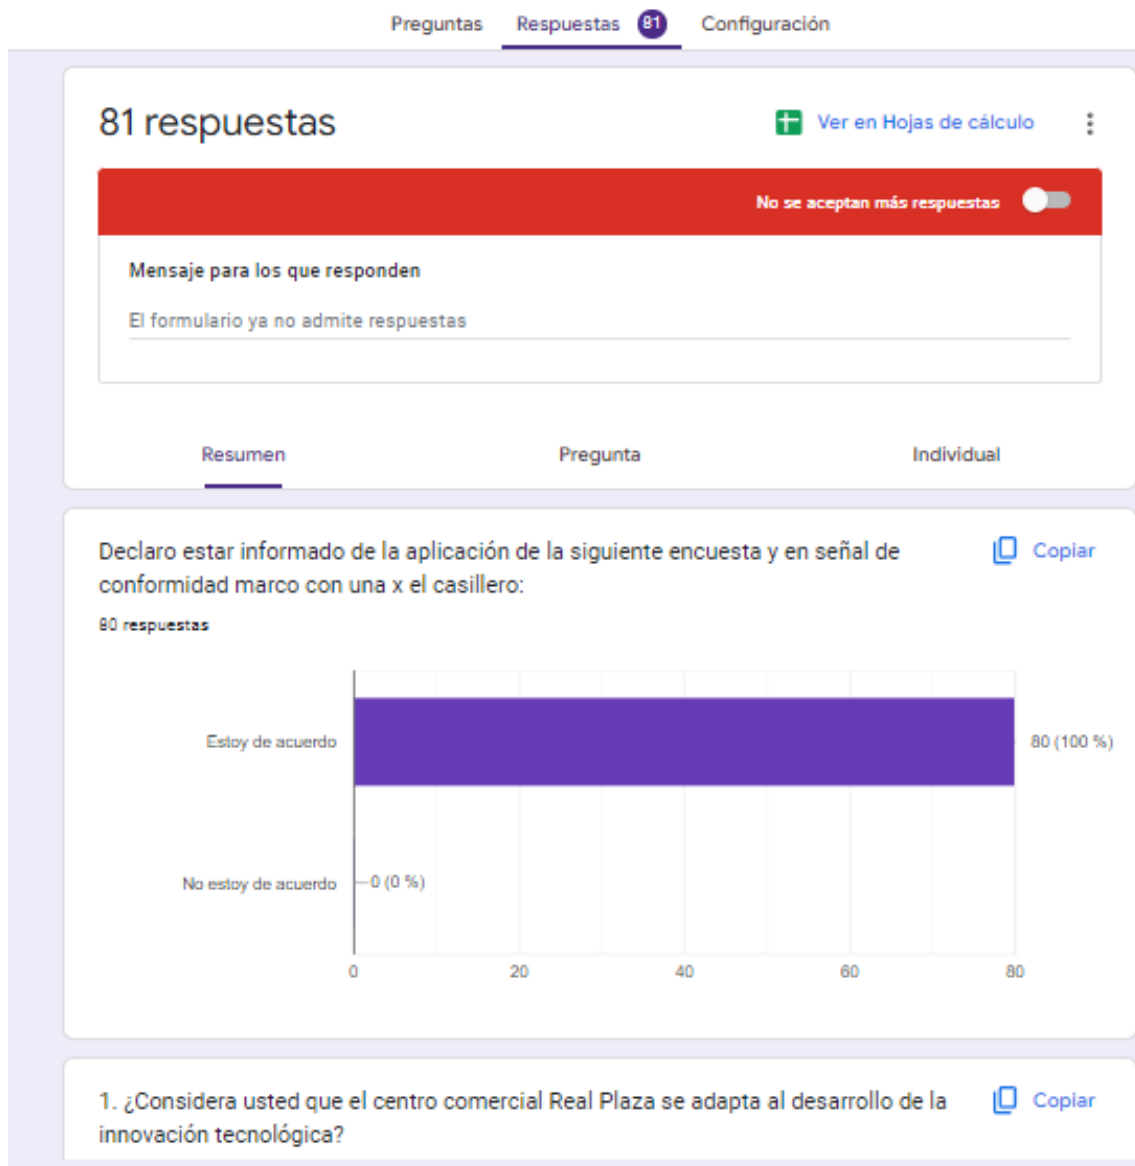 Preguntas Respuestas 81 Configuración
81 respuestas
Ver en Hojas de cálculo
No se aceptan más respuestas
Mensaje para los que responden
El formulario ya no admite respuestas
Resumen Pregunta Individual
Declaro estar informado de la aplicación de la siguiente encuesta y en señal de
conformidad marco con una x el casillero:
Copiar
80 respuestas
Estoy de acuerdo
80 (100 %)
No estoy de acuerdo
0 (0 %)
0 20 40 60 80
1. ¿Considera usted que el centro comercial Real Plaza se adapta al desarrollo de la
innovación tecnológica?
Copiar